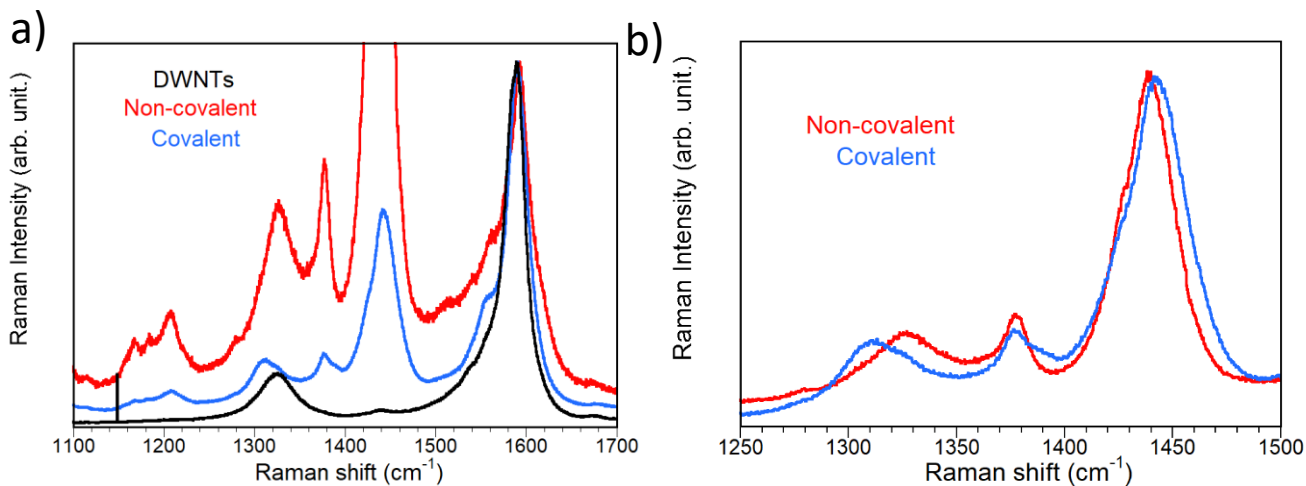 a)
DWNTs
Non-covalent
Covalent
Raman Intensity (arb. unit.)
1100 1200 1300 1400 1500 1600 1700
Raman shift (cm⁻¹)
b)
Non-covalent
Covalent
Raman Intensity (arb. unit.)
1250 1300 1350 1400 1450 1500
Raman shift (cm⁻¹)